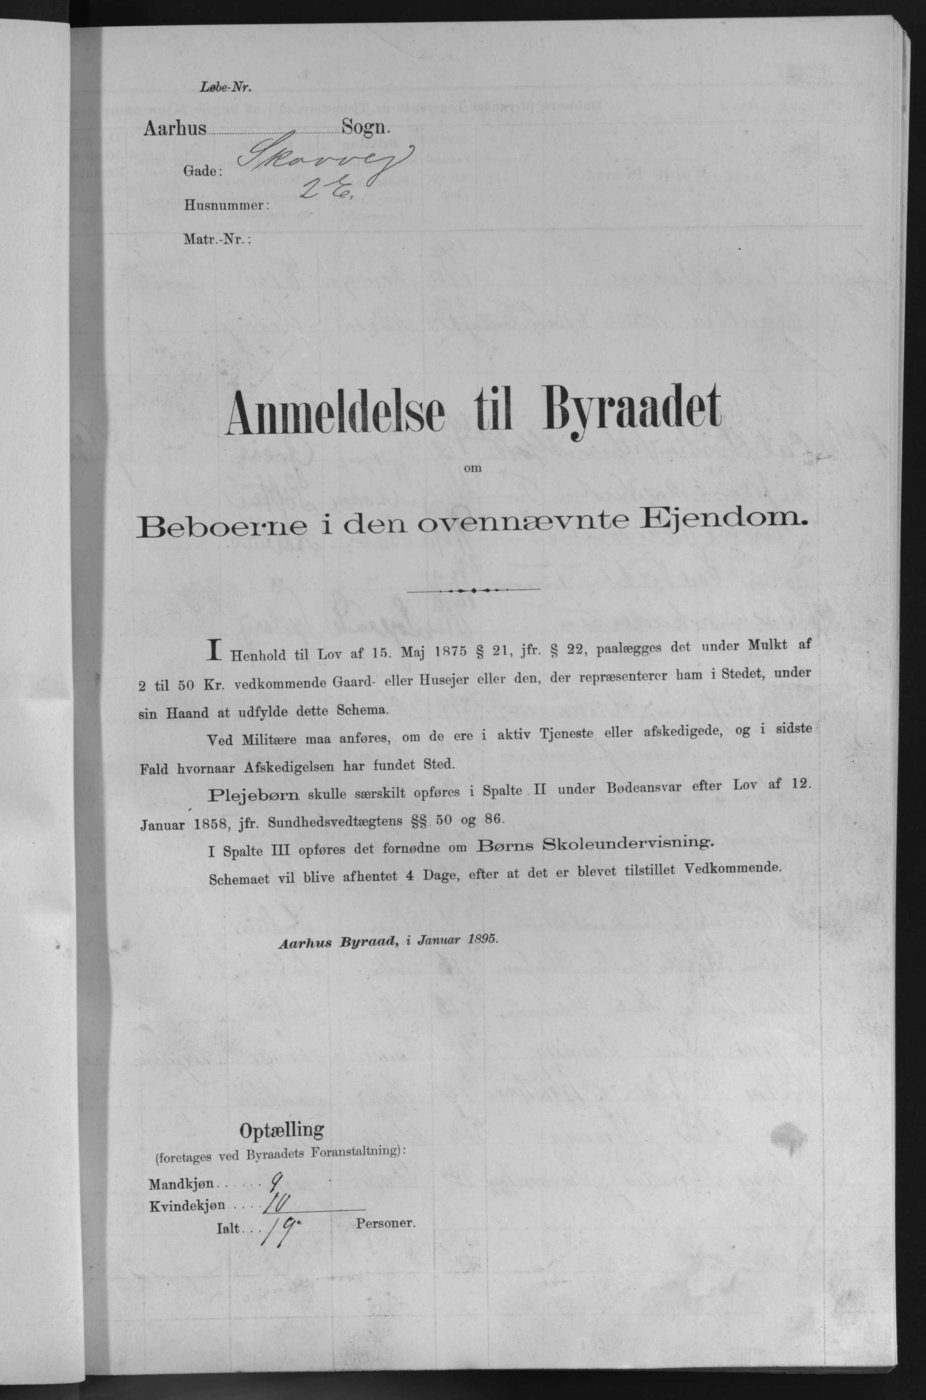 Løbe-Nr.
Aarhus Sogn.
Gade: Skovvej
Husnummer: 2 E.
Matr.-Nr.:
Anmeldelse til Byraadet
om
Beboerne i den ovennævnte Ejendom.
I Henhold til Lov af 15. Maj 1875 § 21, jfr. § 22, paalægges det under Mulkt af
2 til 50 Kr. vedkommende Gaard- eller Husejer eller den, der repræsenterer ham i Stedet, under
sin Haand at udfylde dette Schema.
Ved Militære maa anføres, om de ere i aktiv Tjeneste eller afskedigede, og i sidste
Fald hvornaar Afskedigelsen har fundet Sted.
Plejebørn skulle særskilt opføres i Spalte II under Bødeansvar efter Lov af 12.
Januar 1858, jfr. Sundhedsvedtægtens §§ 50 og 86.
I Spalte III opføres det fornødne om Børns Skoleundervisning.
Schemaet vil blive afhentet 4 Dage, efter at det er blevet tilstillet Vedkommende.
Aarhus Byraad, i Januar 1895.
Optælling
(foretages ved Byraadets Foranstaltning):
Mandkjøn...... 9
Kvindekjøn .... 10
Ialt... 19 Personer.